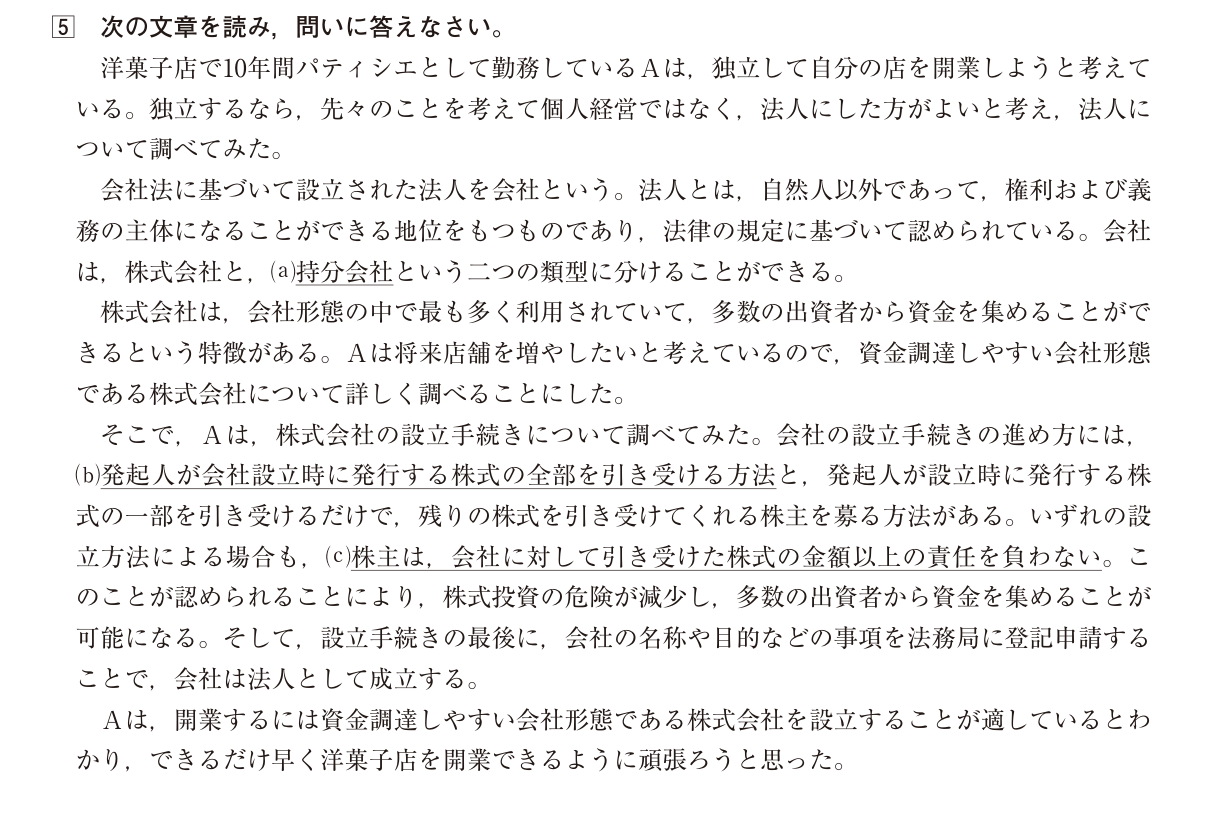 5 次の文章を読み，問いに答えなさい。
洋菓子店で10年間パティシエとして勤務しているＡは，独立して自分の店を開業しようと考えて
いる。独立するなら，先々のことを考えて個人経営ではなく，法人にした方がよいと考え，法人に
ついて調べてみた。
会社法に基づいて設立された法人を会社という。法人とは，自然人以外であって，権利および義
務の主体になることができる地位をもつものであり，法律の規定に基づいて認められている。会社
は，株式会社と，(a)持分会社という二つの類型に分けることができる。
株式会社は，会社形態の中で最も多く利用されていて，多数の出資者から資金を集めることがで
きるという特徴がある。Ａは将来店舗を増やしたいと考えているので，資金調達しやすい会社形態
である株式会社について詳しく調べることにした。
そこで，Ａは，株式会社の設立手続きについて調べてみた。会社の設立手続きの進め方には，
(b)発起人が会社設立時に発行する株式の全部を引き受ける方法と，発起人が設立時に発行する株
式の一部を引き受けるだけで，残りの株式を引き受けてくれる株主を募る方法がある。いずれの設
立方法による場合も，(c)株主は，会社に対して引き受けた株式の金額以上の責任を負わない。こ
のことが認められることにより，株式投資の危険が減少し，多数の出資者から資金を集めることが
可能になる。そして，設立手続きの最後に，会社の名称や目的などの事項を法務局に登記申請する
ことで，会社は法人として成立する。
Ａは，開業するには資金調達しやすい会社形態である株式会社を設立することが適しているとわ
かり，できるだけ早く洋菓子店を開業できるように頑張ろうと思った。